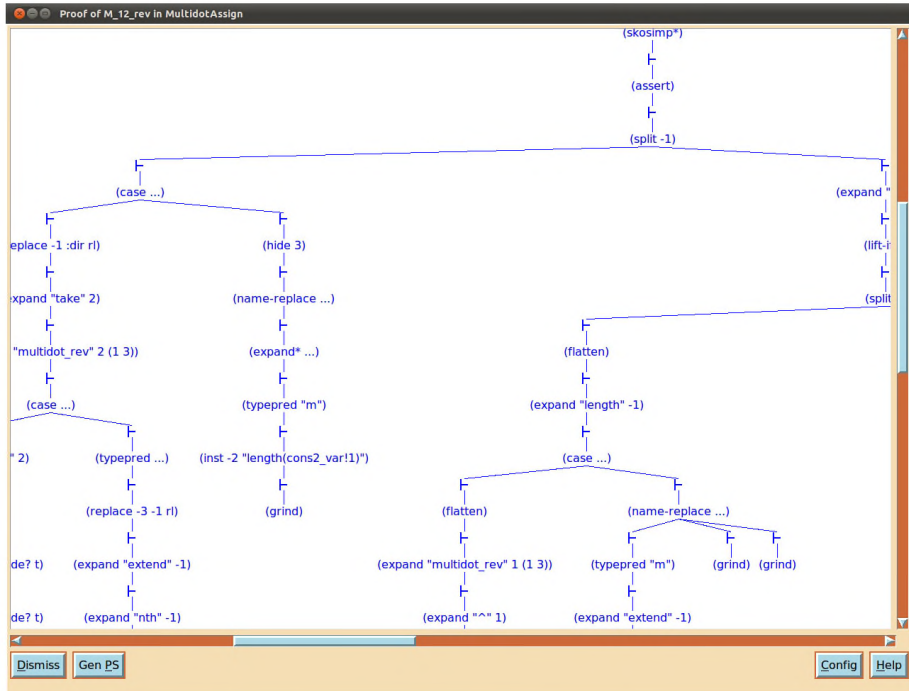 Proof of M_12_rev in MultidotAssign
(skosimp*)
(assert)
(split -1)
(case ...) (expand "
eplace -1 :dir rl) (hide 3) (lift-i
xpand "take" 2) (name-replace ...) (split
"multidot_rev" 2 (1 3)) (expand* ...) (flatten)
(case ...) (typepred "m") (expand "length" -1)
" 2) (typepred ...) (inst -2 "length(cons2_var!1)") (case ...)
(replace -3 -1 rl) (grind) (flatten) (name-replace ...)
de? t) (expand "extend" -1) (expand "multidot_rev" 1 (1 3)) (typepred "m") (grind) (grind)
de? t) (expand "nth" -1) (expand "^" 1) (expand "extend" -1)
Dismiss Gen PS Config Help